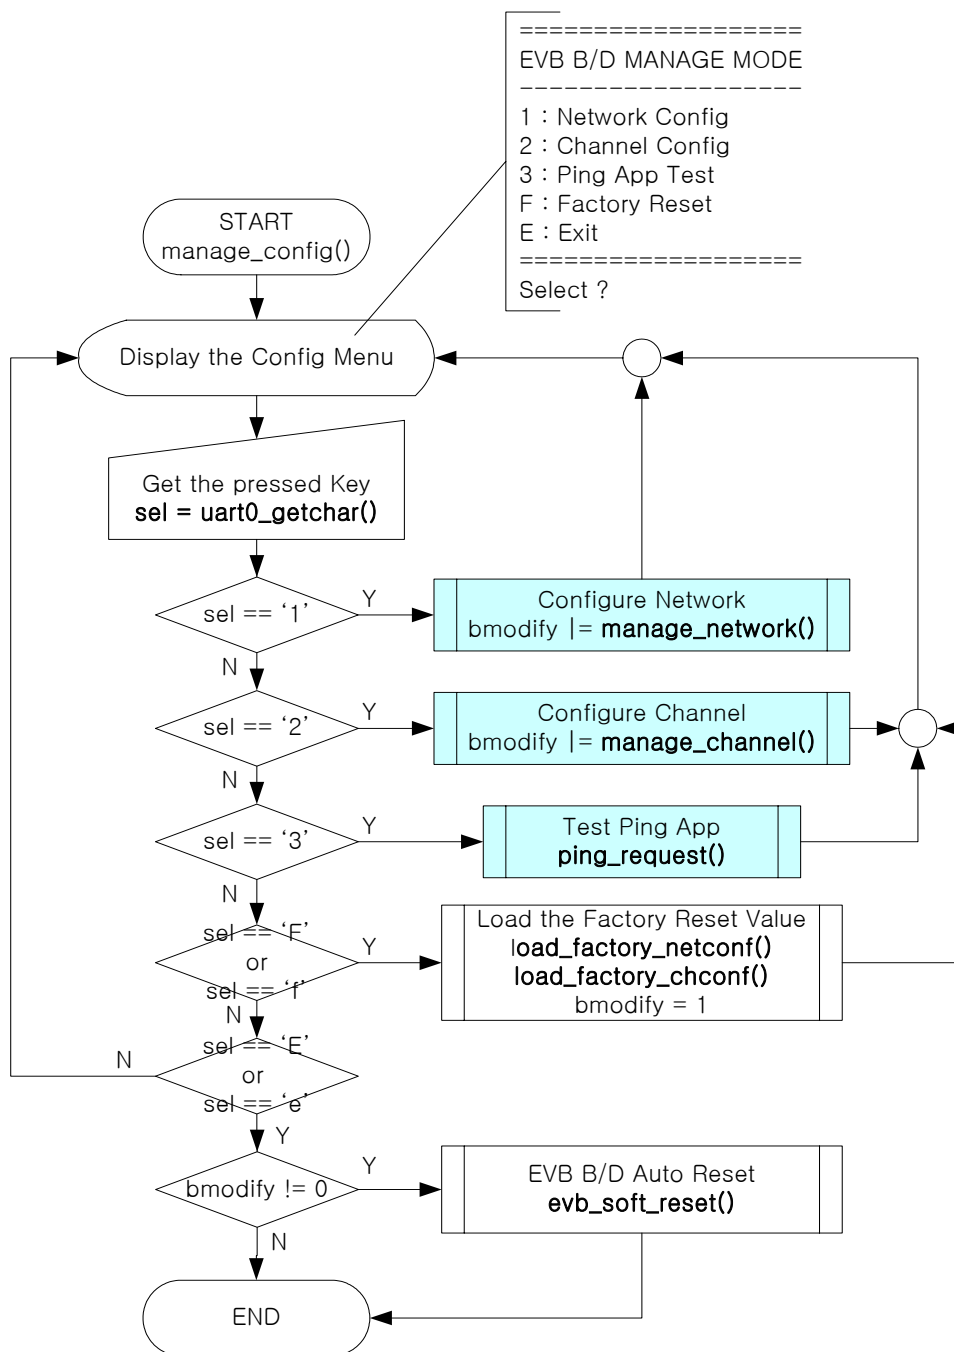 ===================
EVB B/D MANAGE MODE
-------------------
1 : Network Config
2 : Channel Config
3 : Ping App Test
F : Factory Reset
E : Exit
===================
Select ?
START
manage_config()
Display the Config Menu
Get the pressed Key
sel = uart0_getchar()
sel == ‘1’
Y
Configure Network
bmodify |= manage_network()
N
sel == ‘2’
Y
Configure Channel
bmodify |= manage_channel()
N
sel == ‘3’
Y
Test Ping App
ping_request()
N
sel == ‘F’
or
sel == ‘f’
Y
Load the Factory Reset Value
load_factory_netconf()
load_factory_chconf()
bmodify = 1
N
sel == ‘E’
or
sel == ‘e’
N
Y
bmodify != 0
Y
EVB B/D Auto Reset
evb_soft_reset()
N
END